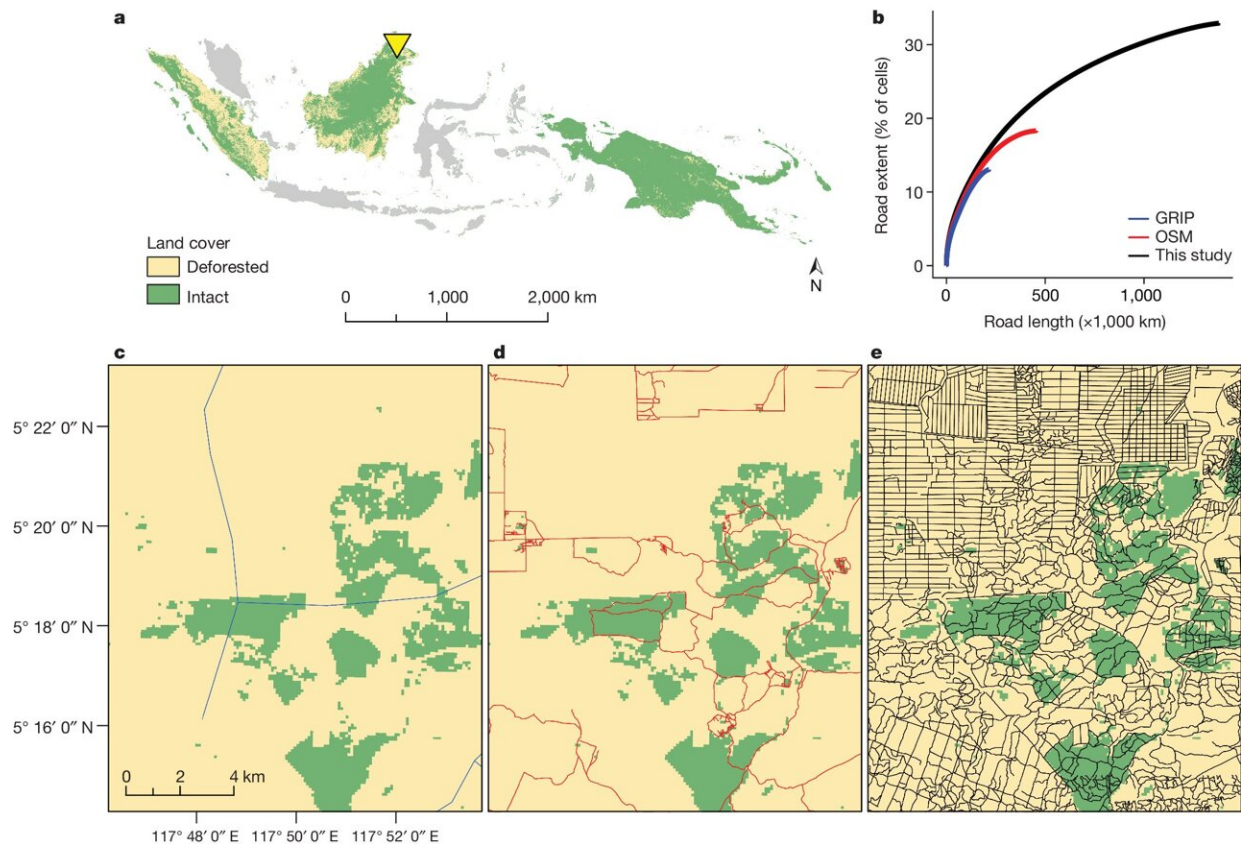 a
Land cover
Deforested
Intact
0 1,000 2,000 km
N
b
Road extent (% of cells)
30
20
10
0
GRIP
OSM
This study
0 500 1,000
Road length (×1,000 km)
c
5° 22′ 0″ N
5° 20′ 0″ N
5° 18′ 0″ N
5° 16′ 0″ N
0 2 4 km
117° 48′ 0″ E 117° 50′ 0″ E 117° 52′ 0″ E
d
e